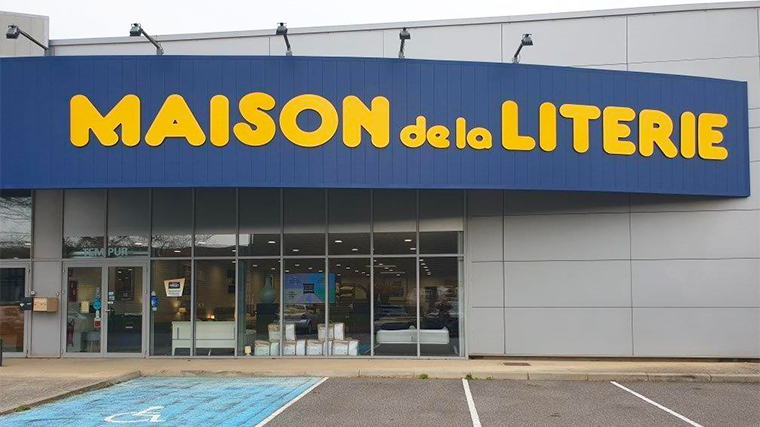 MAISON de la LITERIE
TEMPUR